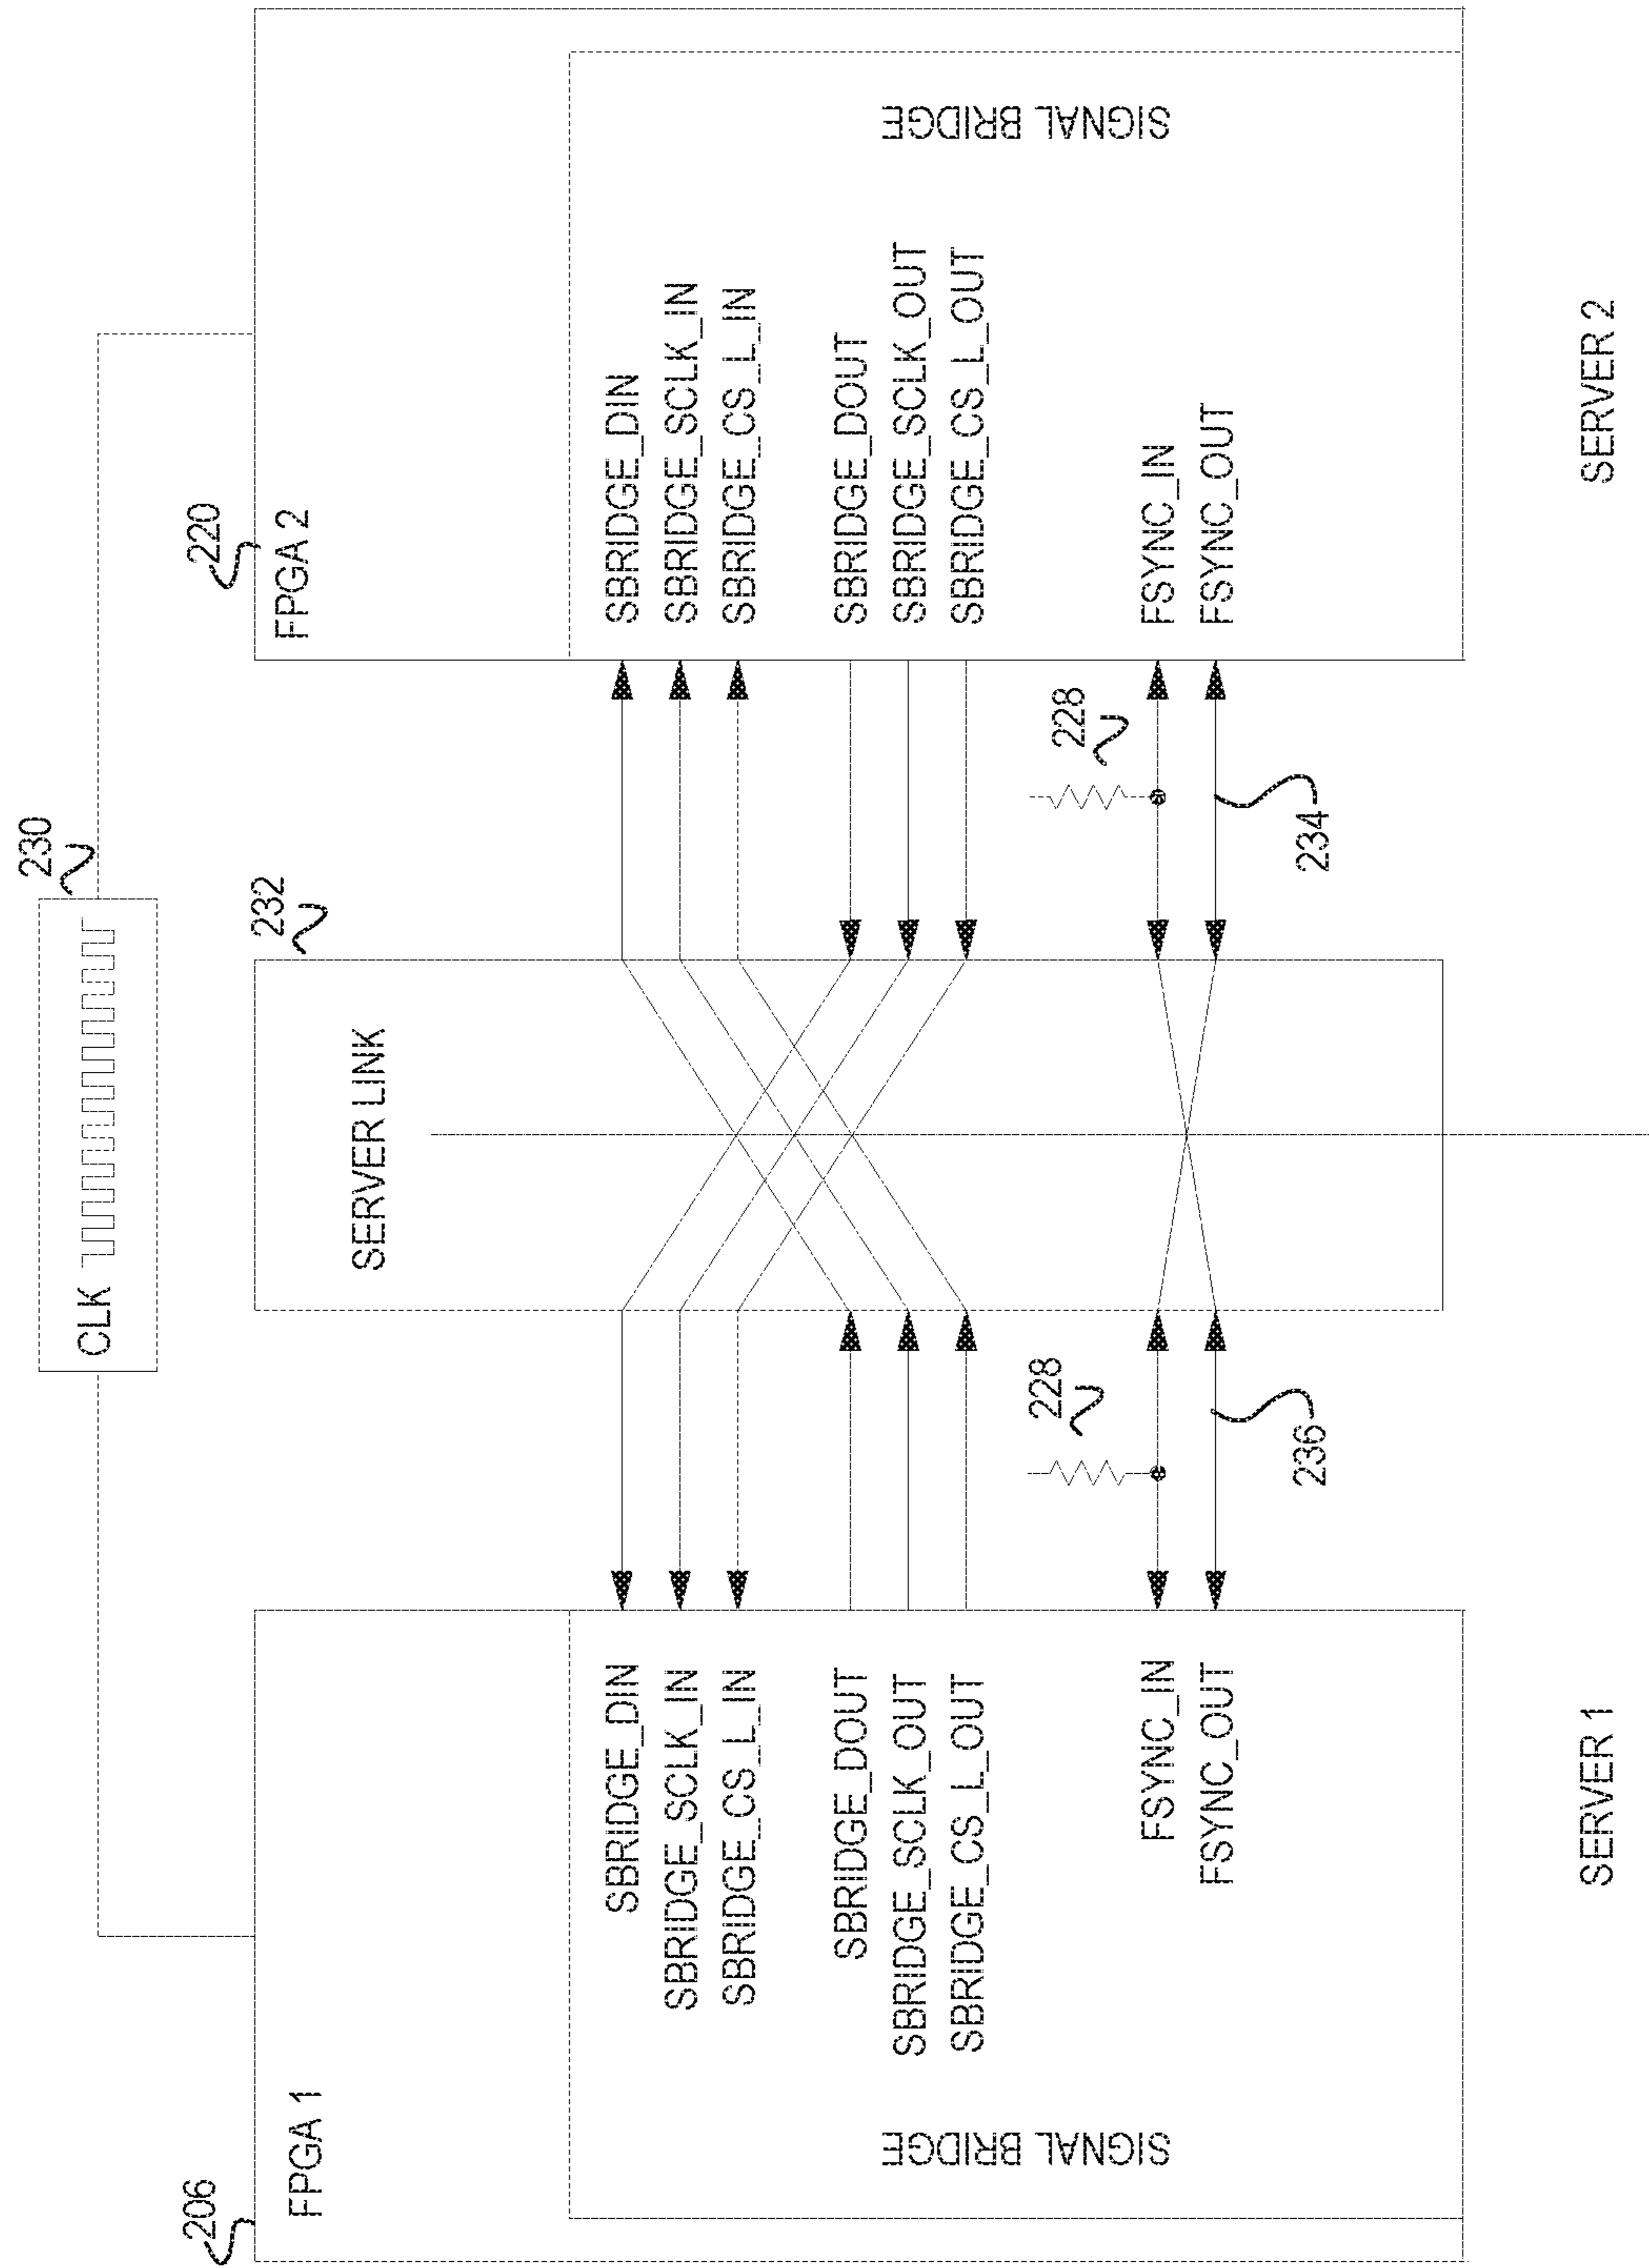 230
CLK
206
FPGA 1
232
SERVER LINK
220
FPGA 2
SBRIDGE_DIN
SBRIDGE_SCLK_IN
SBRIDGE_CS_L_IN
SBRIDGE_DOUT
SBRIDGE_SCLK_OUT
SBRIDGE_CS_L_OUT
FSYNC_IN
FSYNC_OUT
SIGNAL BRIDGE
228
236
228
234
SBRIDGE_DIN
SBRIDGE_SCLK_IN
SBRIDGE_CS_L_IN
SBRIDGE_DOUT
SBRIDGE_SCLK_OUT
SBRIDGE_CS_L_OUT
FSYNC_IN
FSYNC_OUT
SIGNAL BRIDGE
SERVER 1
SERVER 2